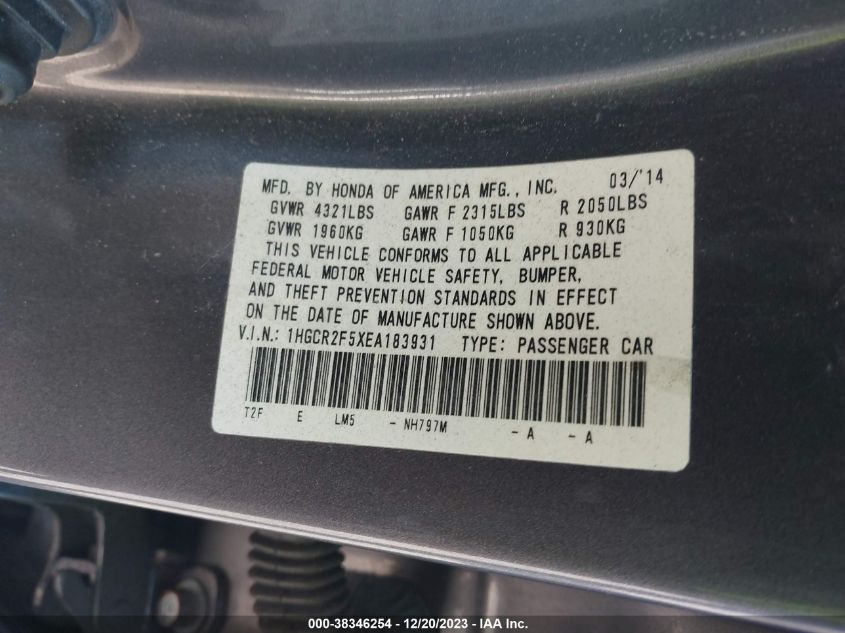 MFD. BY HONDA OF AMERICA MFG., INC. 03/'14
GVWR 4321LBS GAWR F 2315LBS R 2050LBS
GVWR 1960KG GAWR F 1050KG R 930KG
THIS VEHICLE CONFORMS TO ALL APPLICABLE
FEDERAL MOTOR VEHICLE SAFETY, BUMPER,
AND THEFT PREVENTION STANDARDS IN EFFECT
ON THE DATE OF MANUFACTURE SHOWN ABOVE.
V.I.N.: 1HGCR2F5XEA183931 TYPE: PASSENGER CAR
T2F E LM5 - NH797M - A - A
000-38346254 - 12/20/2023 - IAA Inc.